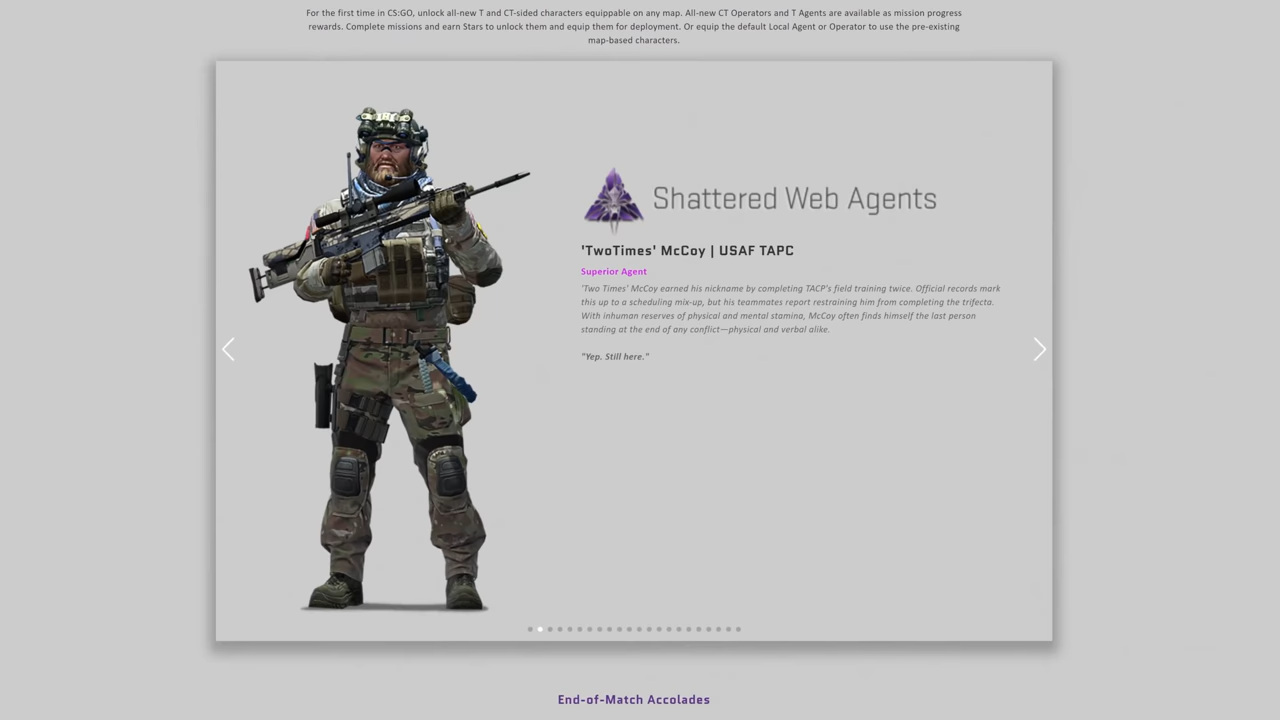 For the first time in CS:GO, unlock all-new T and CT-sided characters equippable on any map. All-new CT Operators and T Agents are available as mission progress
rewards. Complete missions and earn Stars to unlock them and equip them for deployment. Or equip the default Local Agent or Operator to use the pre-existing
map-based characters.
Shattered Web Agents
'TwoTimes' McCoy | USAF TAPC
Superior Agent
'Two Times' McCoy earned his nickname by completing TACP's field training twice. Official records mark
this up to a scheduling mix-up, but his teammates report restraining him from completing the trifecta.
With inhuman reserves of physical and mental stamina, McCoy often finds himself the last person
standing at the end of any conflict—physical and verbal alike.
"Yep. Still here."
End-of-Match Accolades